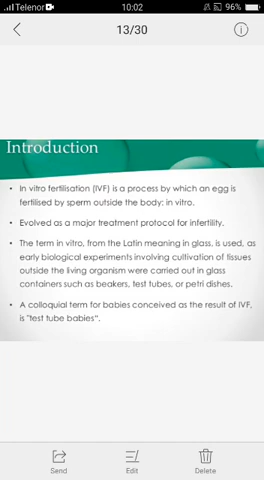 Telenor 10:02 96%
13/30
Introduction
• In vitro fertilisation (IVF) is a process by which an egg is
fertilised by sperm outside the body: in vitro.
• Evolved as a major treatment protocol for infertility.
• The term in vitro, from the Latin meaning in glass, is used, as
early biological experiments involving cultivation of tissues
outside the living organism were carried out in glass
containers such as beakers, test tubes, or petri dishes.
• A colloquial term for babies conceived as the result of IVF,
is "test tube babies".
Send Edit Delete